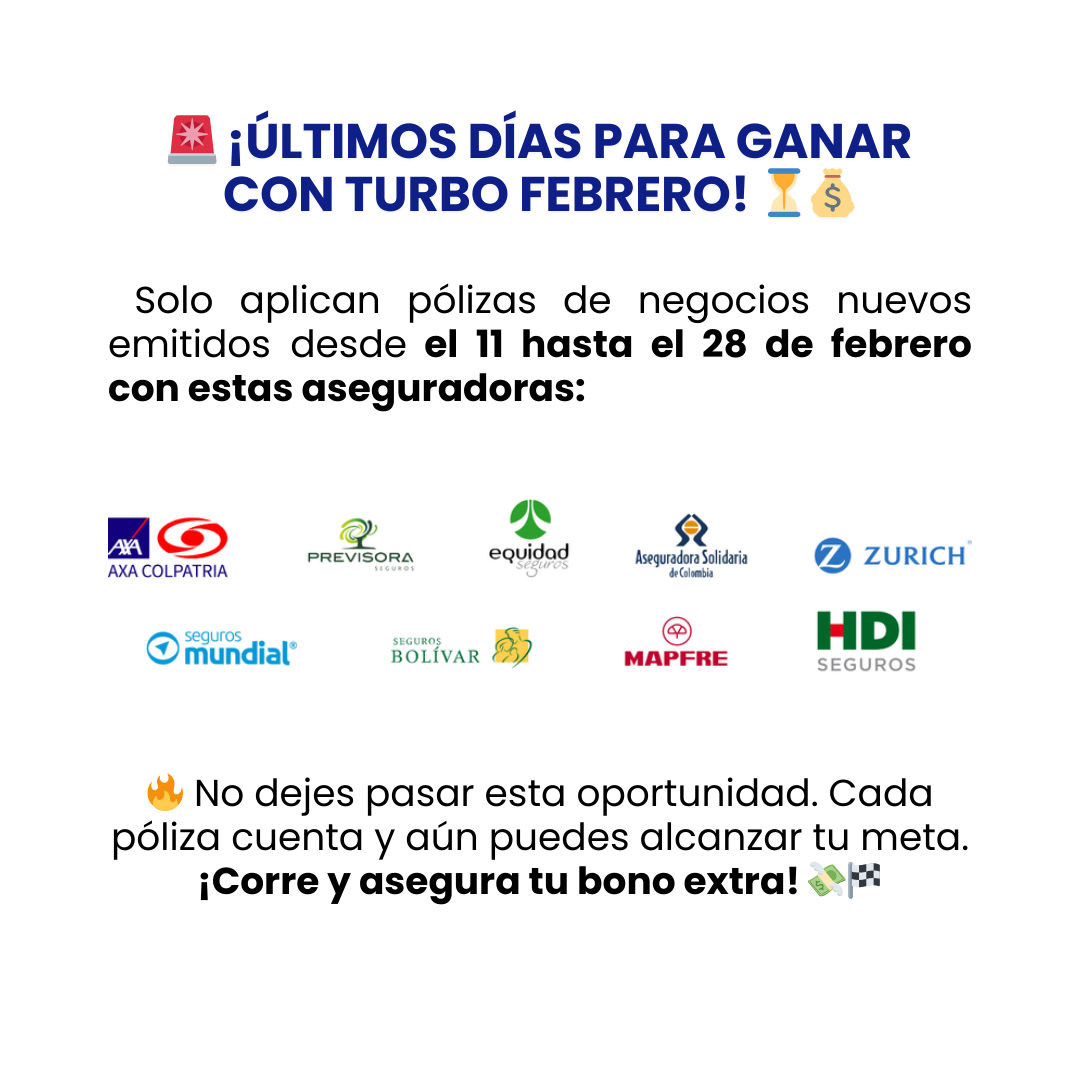 🚨 ¡ÚLTIMOS DÍAS PARA GANAR
CON TURBO FEBRERO! ⏳💰
Solo aplican pólizas de negocios nuevos
emitidos desde el 11 hasta el 28 de febrero
con estas aseguradoras:
AXA
AXA COLPATRIA
PREVISORA
SEGUROS
equidad
seguros
Aseguradora Solidaria
de Colombia
Z ZURICH®
seguros
mundial®
SEGUROS
BOLÍVAR
MAPFRE
HDI
SEGUROS
🔥 No dejes pasar esta oportunidad. Cada
póliza cuenta y aún puedes alcanzar tu meta.
¡Corre y asegura tu bono extra! 💸🏁